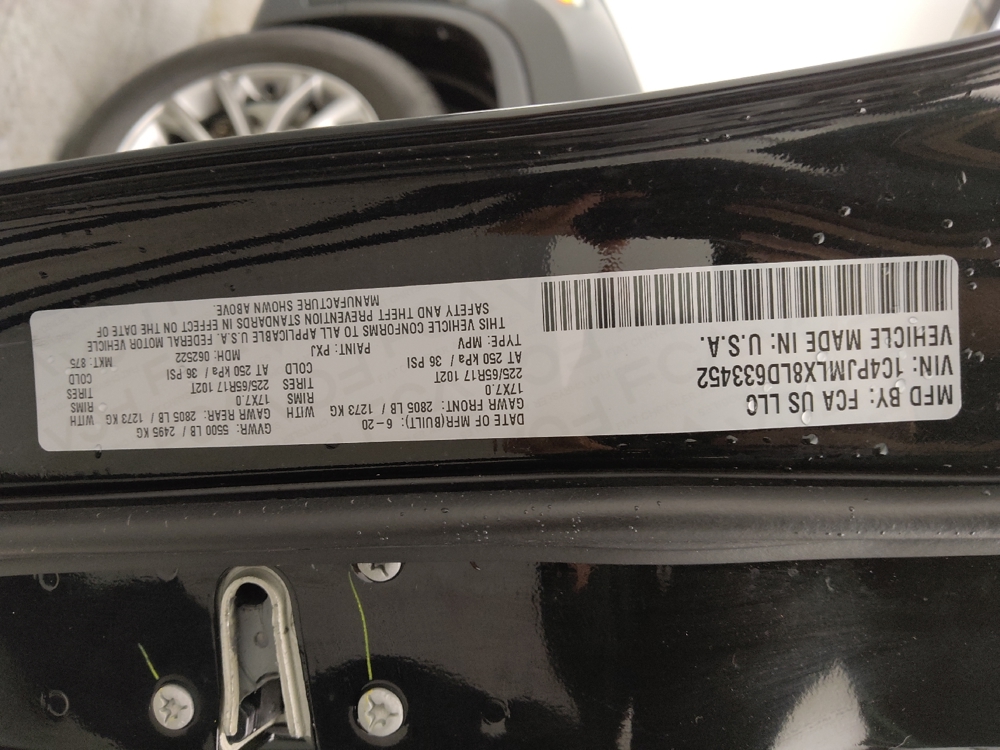 MFD BY: FCA US LLC
VIN: 1C4PJMLX8LD633452
VEHICLE MADE IN: U.S.A.
DATE OF MFR(BUILT): 6-20 GVWR: 5500 LB / 2495 KG
GAWR FRONT: 2805 LB / 1273 KG WITH GAWR REAR: 2805 LB / 1273 KG WITH
17X7.0 RIMS 17X7.0 RIMS
225/65R17 102T TIRES 225/65R17 102T TIRES
AT 250 kPa / 36 PSI COLD AT 250 kPa / 36 PSI COLD
TYPE: MPV PAINT: PXJ MDH: 062522 MKT: 875
THIS VEHICLE CONFORMS TO ALL APPLICABLE U.S.A. FEDERAL MOTOR VEHICLE
SAFETY AND THEFT PREVENTION STANDARDS IN EFFECT ON THE DATE OF
MANUFACTURE SHOWN ABOVE.